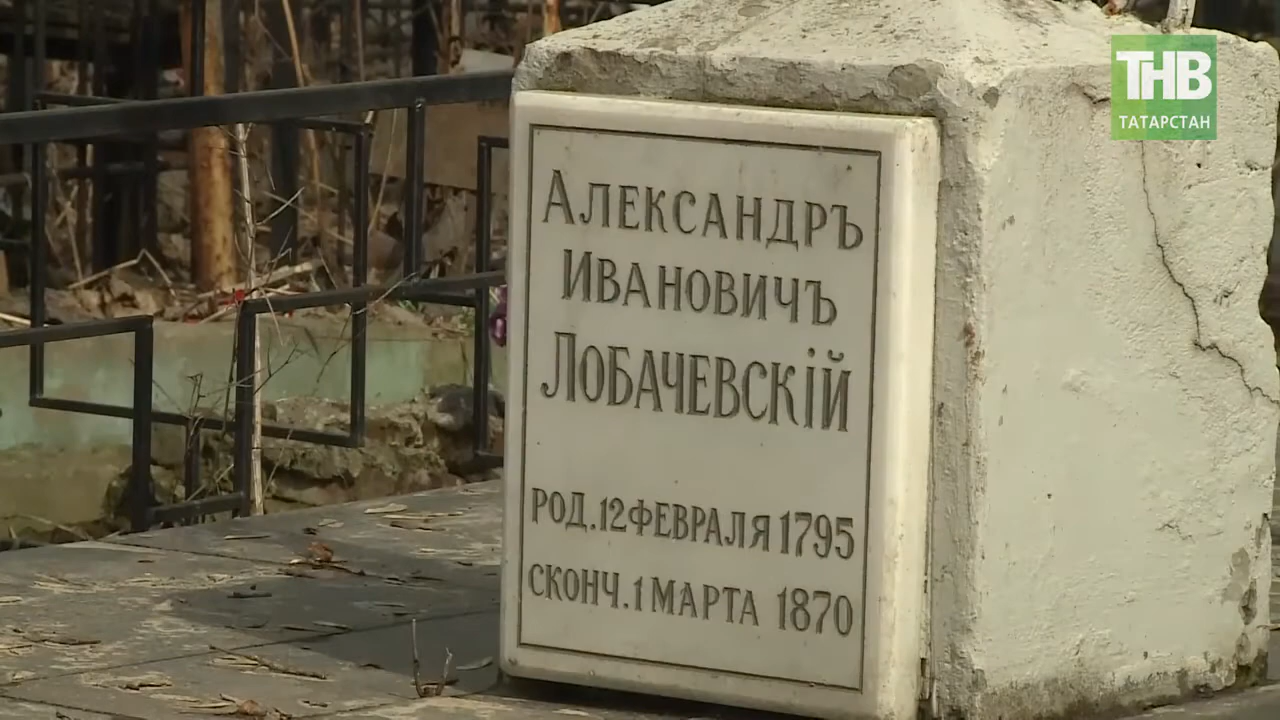 ТНВ
ТАТАРСТАН
Александръ
Ивановичъ
Лобачевскій
род. 12 февраля 1795
сконч. 1 марта 1870